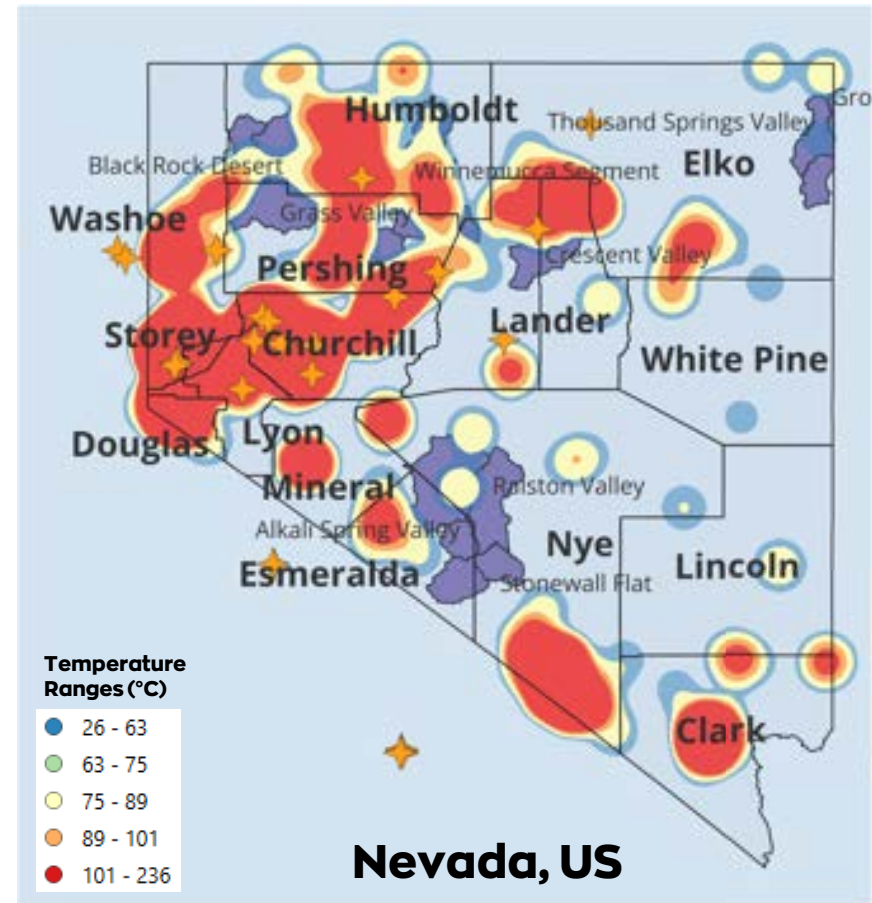 Humboldt
Gro
Thousand Springs Valley
Black Rock Desert
Winnemucca Segment
Elko
Washoe
Grass Valley
Pershing
Crescent Valley
Storey
Churchill
Lander
White Pine
Douglas
Lyon
Mineral
Ralston Valley
Alkali Spring Valley
Nye
Esmeralda
Stonewall Flat
Lincoln
Temperature
Ranges (°C)
26 - 63
63 - 75
75 - 89
89 - 101
101 - 236
Clark
Nevada, US